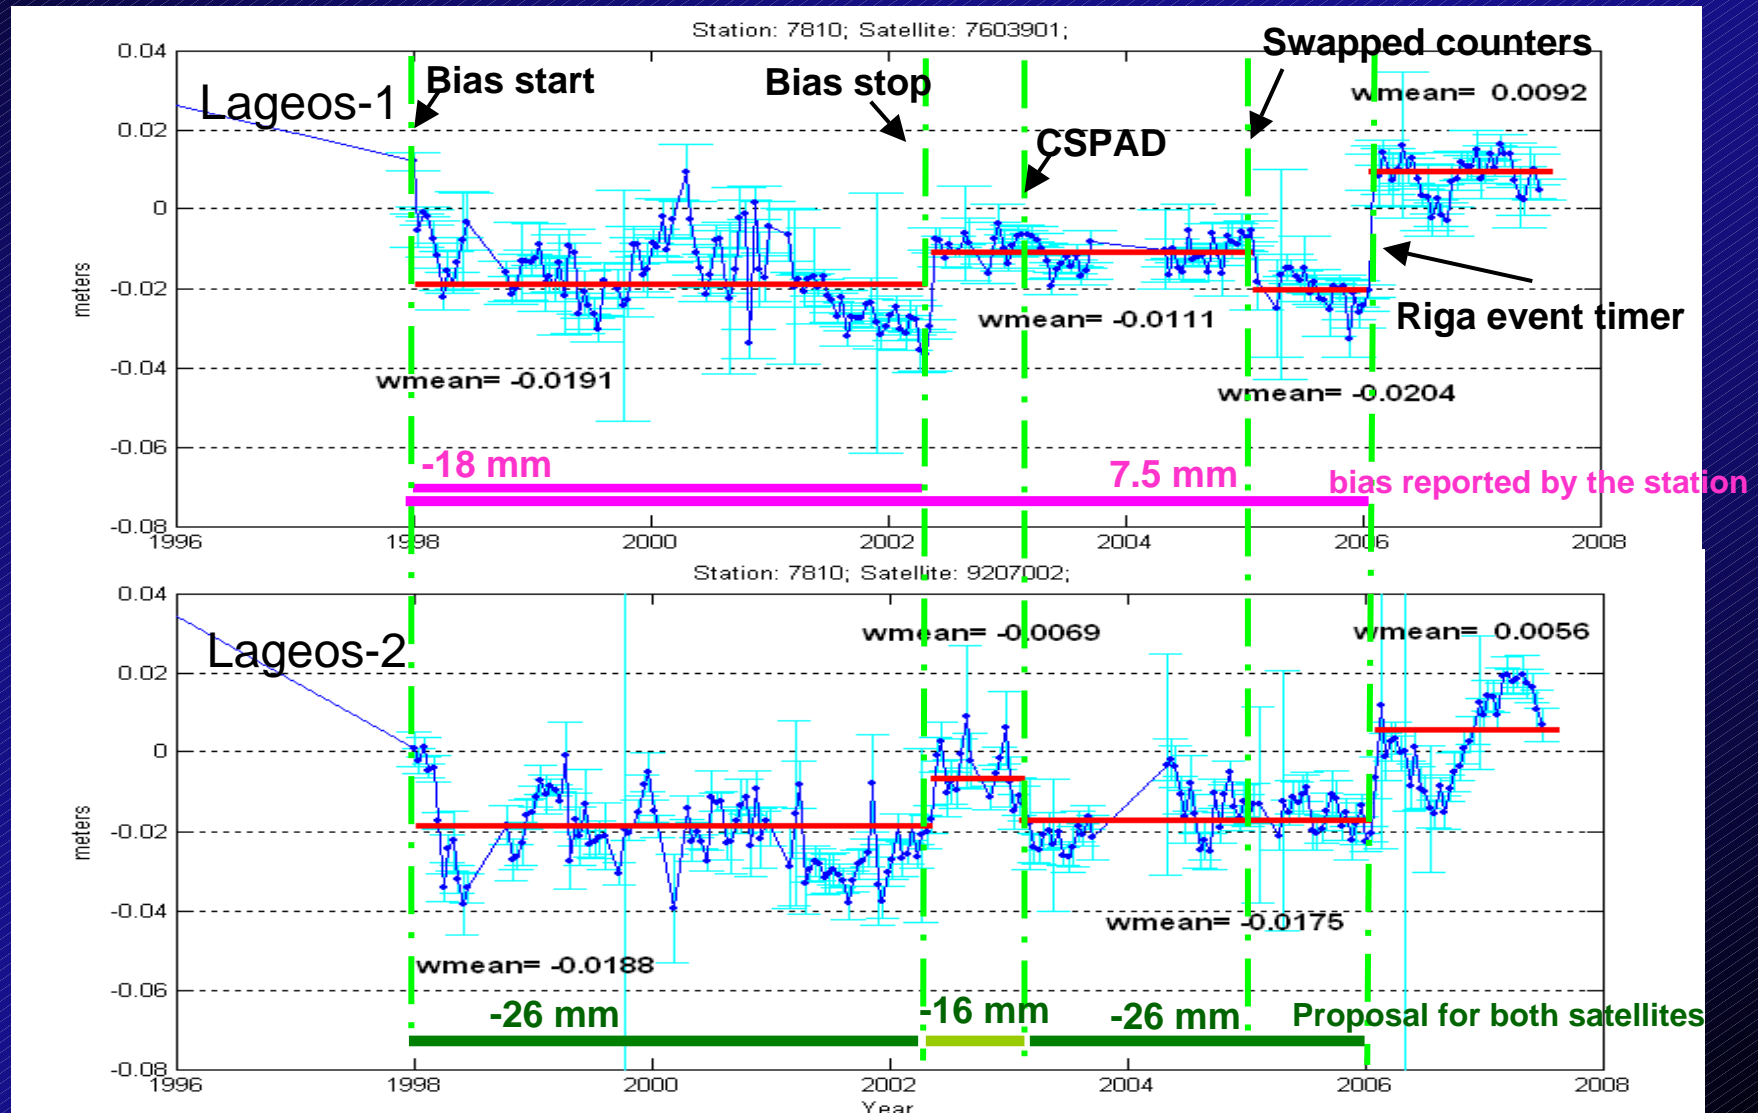 Station: 7810; Satellite: 7603901;
Lageos-1
Bias start
Bias stop
CSPAD
Swapped counters
wmean= 0.0092
Riga event timer
wmean= -0.0191
wmean= -0.0111
wmean= -0.0204
-18 mm
7.5 mm
bias reported by the station
meters
0.04
0.02
0
-0.02
-0.04
-0.06
-0.08
1996 1998 2000 2002 2004 2006 2008
Station: 7810; Satellite: 9207002;
Lageos-2
wmean= -0.0069
wmean= 0.0056
wmean= -0.0175
wmean= -0.0188
-26 mm
-16 mm
-26 mm
Proposal for both satellites
meters
0.04
0.02
0
-0.02
-0.04
-0.06
-0.08
1996 1998 2000 2002 2004 2006 2008
Year